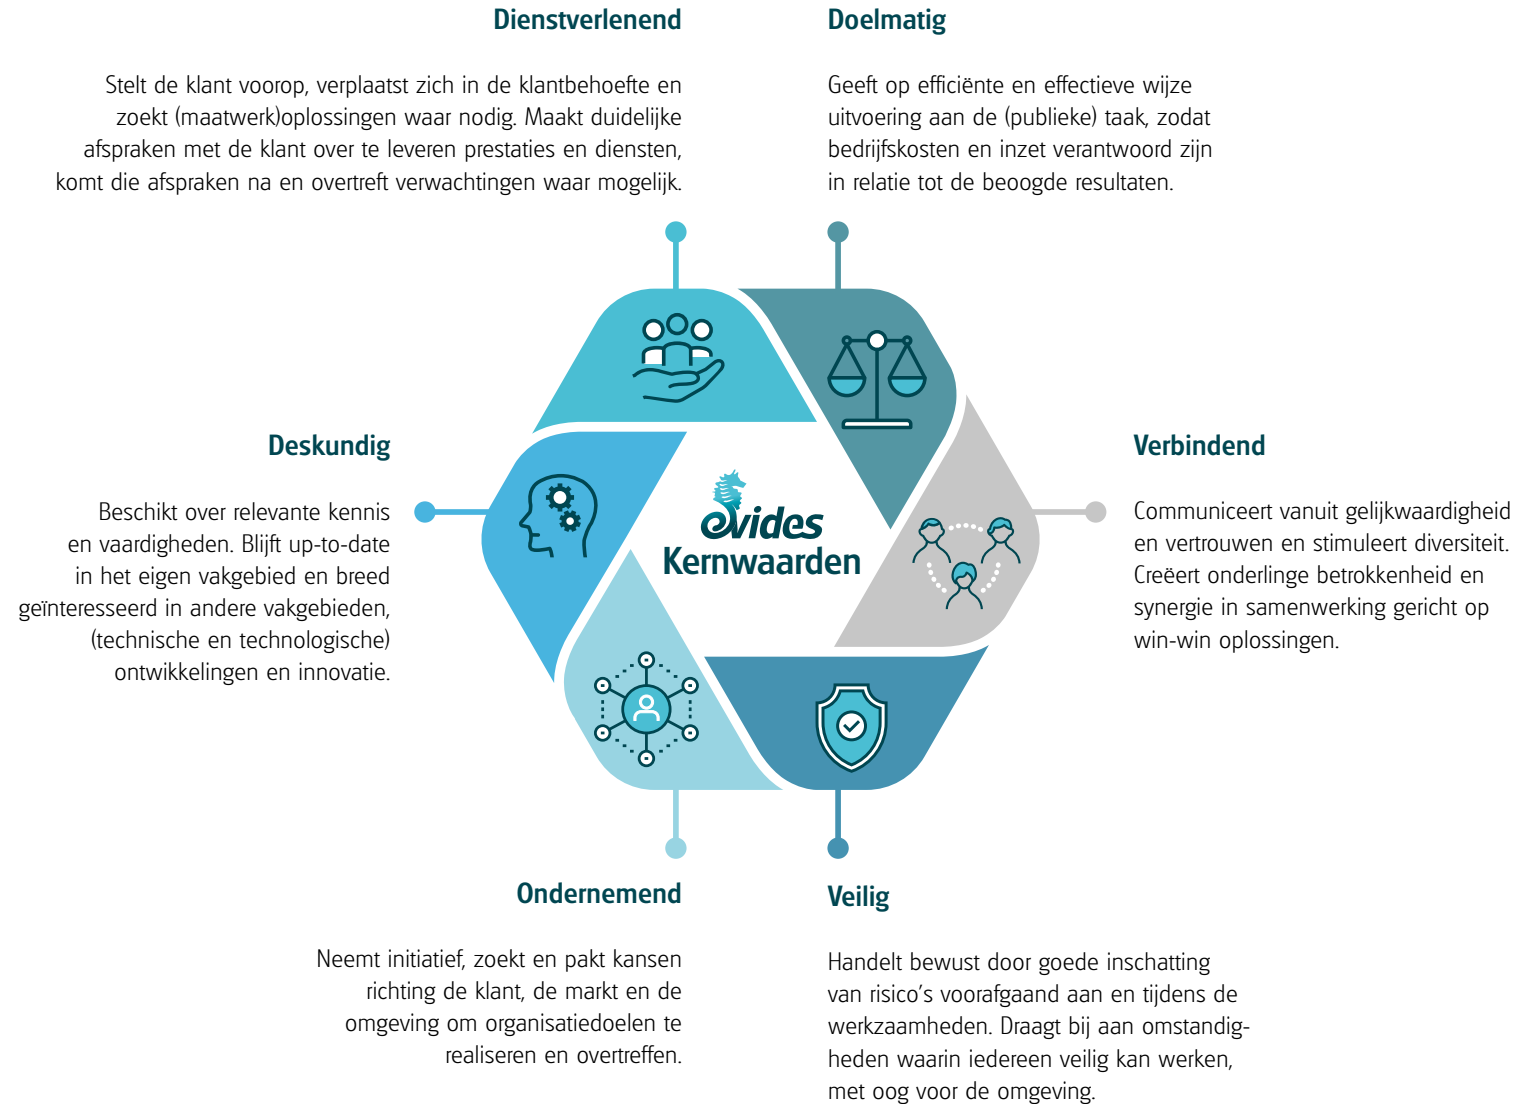 Dienstverlenend
Stelt de klant voorop, verplaatst zich in de klantbehoefte en
zoekt (maatwerk)oplossingen waar nodig. Maakt duidelijke
afspraken met de klant over te leveren prestaties en diensten,
komt die afspraken na en overtreft verwachtingen waar mogelijk.
Doelmatig
Geeft op efficiënte en effectieve wijze
uitvoering aan de (publieke) taak, zodat
bedrijfskosten en inzet verantwoord zijn
in relatie tot de beoogde resultaten.
Deskundig
Beschikt over relevante kennis
en vaardigheden. Blijft up-to-date
in het eigen vakgebied en breed
geïnteresseerd in andere vakgebieden,
(technische en technologische)
ontwikkelingen en innovatie.
evides
Kernwaarden
Verbindend
Communiceert vanuit gelijkwaardigheid
en vertrouwen en stimuleert diversiteit.
Creëert onderlinge betrokkenheid en
synergie in samenwerking gericht op
win-win oplossingen.
Ondernemend
Neemt initiatief, zoekt en pakt kansen
richting de klant, de markt en de
omgeving om organisatiedoelen te
realiseren en overtreffen.
Veilig
Handelt bewust door goede inschatting
van risico's voorafgaand aan en tijdens de
werkzaamheden. Draagt bij aan omstandig-
heden waarin iedereen veilig kan werken,
met oog voor de omgeving.